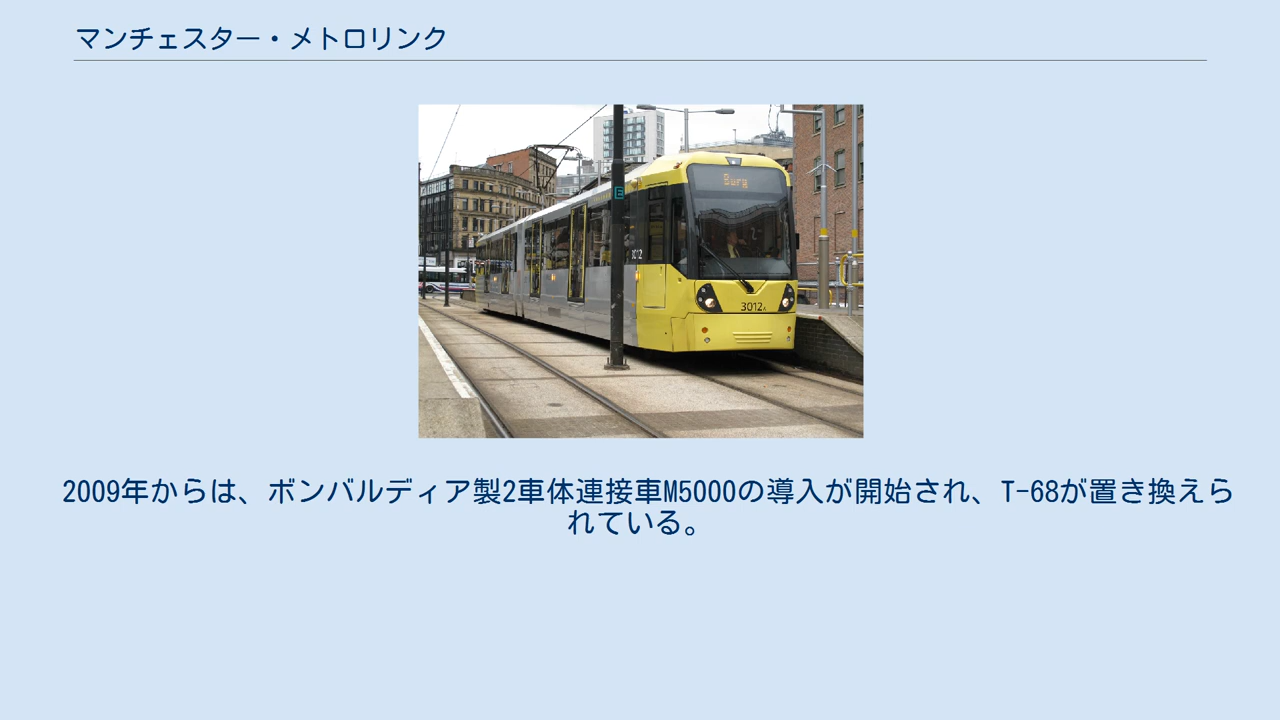 マンチェスター・メトロリンク
Bury
E
3012
3012A
2009年からは、ボンバルディア製2車体連接車M5000の導入が開始され、T-68が置き換えら
れている。